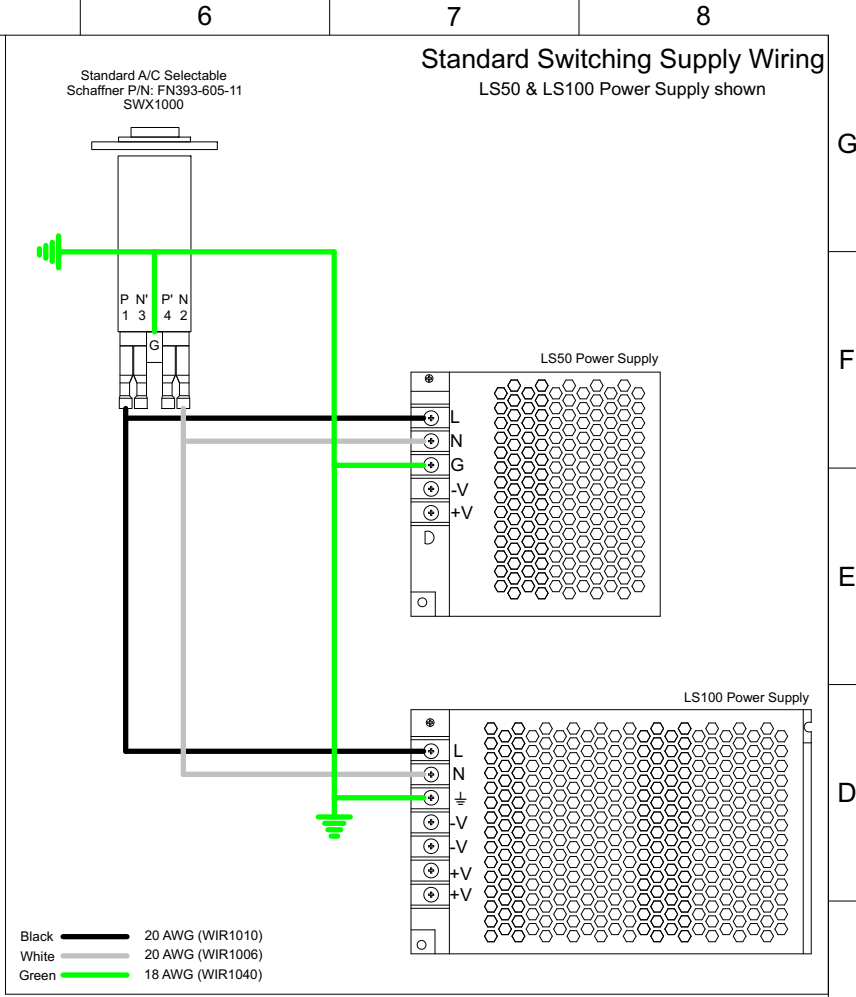 6 7 8
Standard Switching Supply Wiring
LS50 & LS100 Power Supply shown
Standard A/C Selectable
Schaffner P/N: FN393-605-11
SWX1000
G
P N' P' N
1 3 4 2
G
F
LS50 Power Supply
L
N
G
-V
+V
D
E
LS100 Power Supply
L
N
-V
-V
+V
+V
D
Black 20 AWG (WIR1010)
White 20 AWG (WIR1006)
Green 18 AWG (WIR1040)